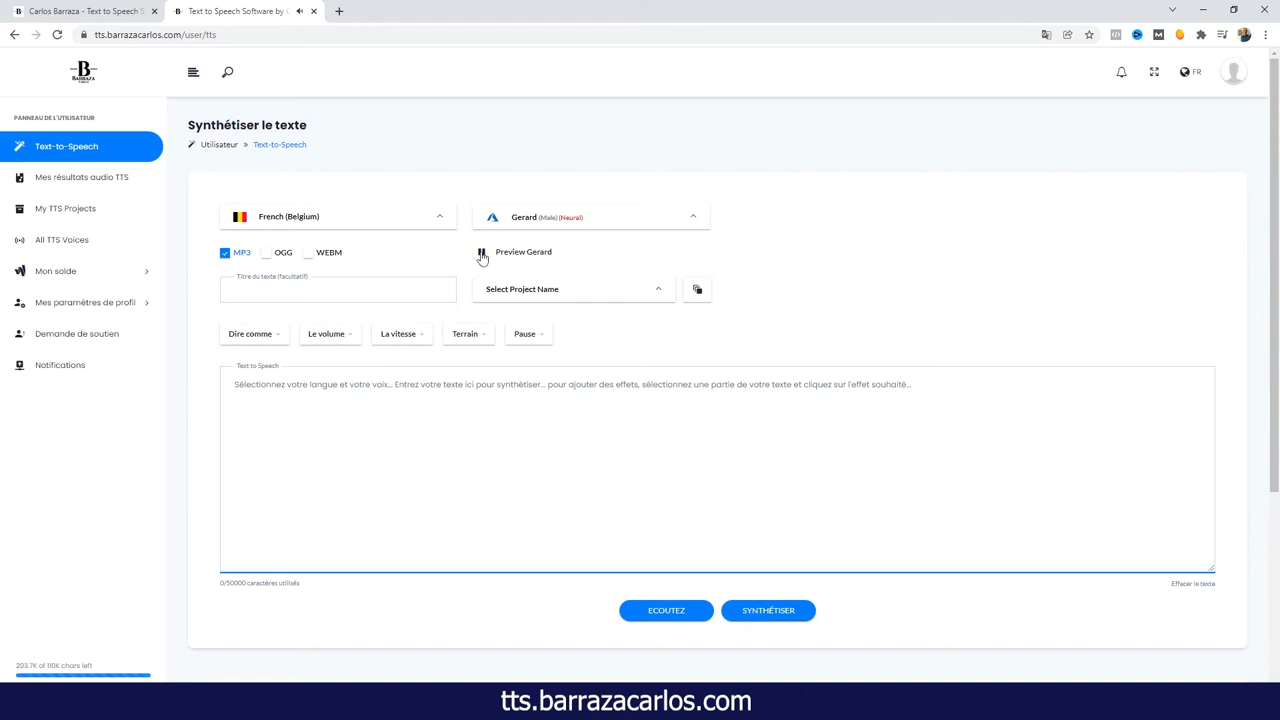 Carlos Barraza - Text to Speech S
Text to Speech Software by C
tts.barrazacarlos.com/user/tts
B
BARRAZA
CARLOS
FR
PANNEAU DE L'UTILISATEUR
Text-to-Speech
Mes résultats audio TTS
My TTS Projects
All TTS Voices
Mon solde
Mes paramètres de profil
Demande de soutien
Notifications
203.7K of 110K chars left
Synthétiser le texte
Utilisateur » Text-to-Speech
French (Belgium)
Gerard (Male) (Neural)
MP3 OGG WEBM
Preview Gerard
Titre du texte (facultatif)
Select Project Name
Dire comme
Le volume
La vitesse
Terrain
Pause
Text to Speech
Sélectionnez votre langue et votre voix... Entrez votre texte ici pour synthétiser... pour ajouter des effets, sélectionnez une partie de votre texte et cliquez sur l'effet souhaité...
0/50000 caractères utilisés
Effacer le texte
ECOUTEZ
SYNTHÉTISER
tts.barrazacarlos.com